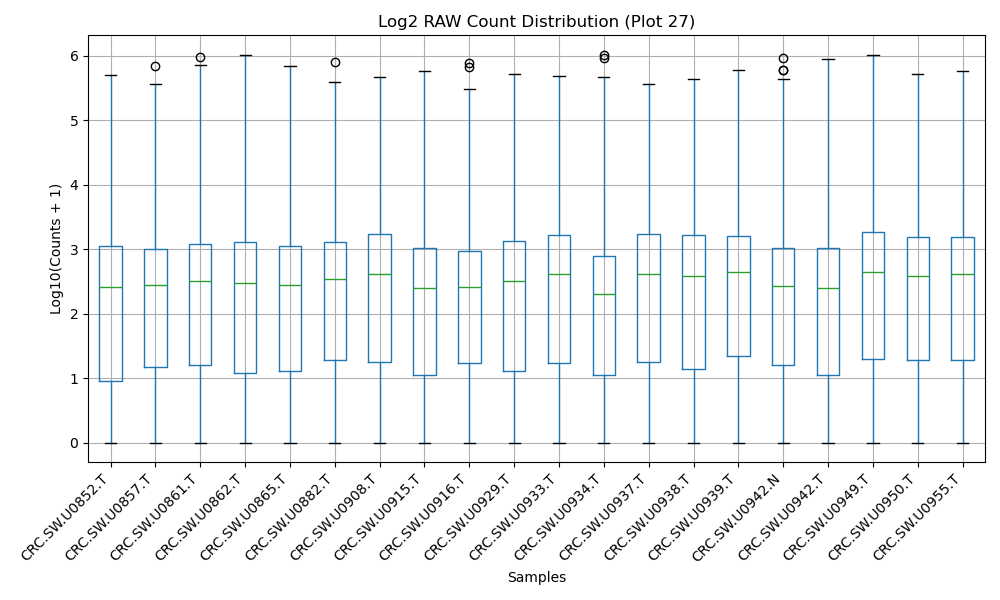 Log2 RAW Count Distribution (Plot 27)
Log10(Counts + 1)
6
5
4
3
2
1
0
CRC.SW.U0852.T
CRC.SW.U0857.T
CRC.SW.U0861.T
CRC.SW.U0862.T
CRC.SW.U0865.T
CRC.SW.U0882.T
CRC.SW.U0908.T
CRC.SW.U0915.T
CRC.SW.U0916.T
CRC.SW.U0929.T
CRC.SW.U0933.T
CRC.SW.U0934.T
CRC.SW.U0937.T
CRC.SW.U0938.T
CRC.SW.U0939.T
CRC.SW.U0942.N
CRC.SW.U0942.T
CRC.SW.U0949.T
CRC.SW.U0950.T
CRC.SW.U0955.T
Samples